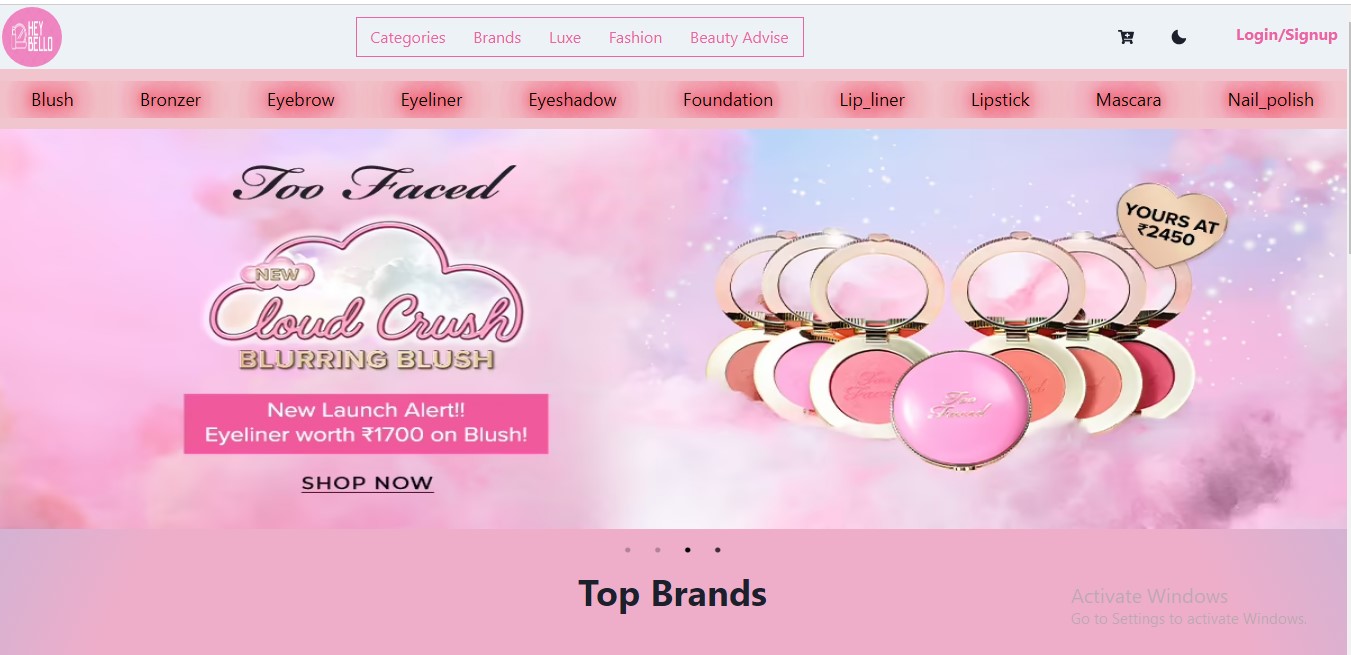 HEY
BELLO
Categories Brands Luxe Fashion Beauty Advise
Login/Signup
Blush Bronzer Eyebrow Eyeliner Eyeshadow Foundation Lip_liner Lipstick Mascara Nail_polish
Too Faced
NEW
Cloud Crush
BLURRING BLUSH
New Launch Alert!!
Eyeliner worth ₹1700 on Blush!
SHOP NOW
YOURS AT
₹2450
Too
Faced
Too
Faced
Top Brands
Activate Windows
Go to Settings to activate Windows.